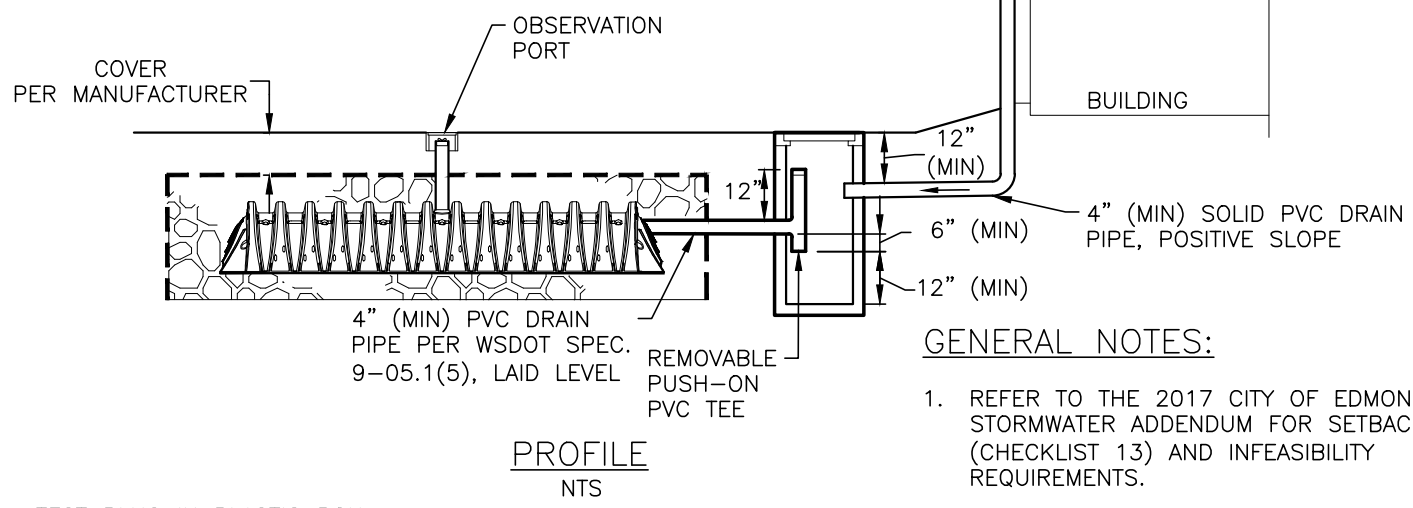 OBSERVATION
PORT
COVER
PER MANUFACTURER
BUILDING
12”
(MIN)
12”
6” (MIN)
4” (MIN) SOLID PVC DRAIN
PIPE, POSITIVE SLOPE
12” (MIN)
4” (MIN) PVC DRAIN
PIPE PER WSDOT SPEC.
9–05.1(5), LAID LEVEL
REMOVABLE
PUSH–ON
PVC TEE
GENERAL NOTES:
1. REFER TO THE 2017 CITY OF EDMON
STORMWATER ADDENDUM FOR SETBAC
(CHECKLIST 13) AND INFEASIBILITY
REQUIREMENTS.
PROFILE
NTS